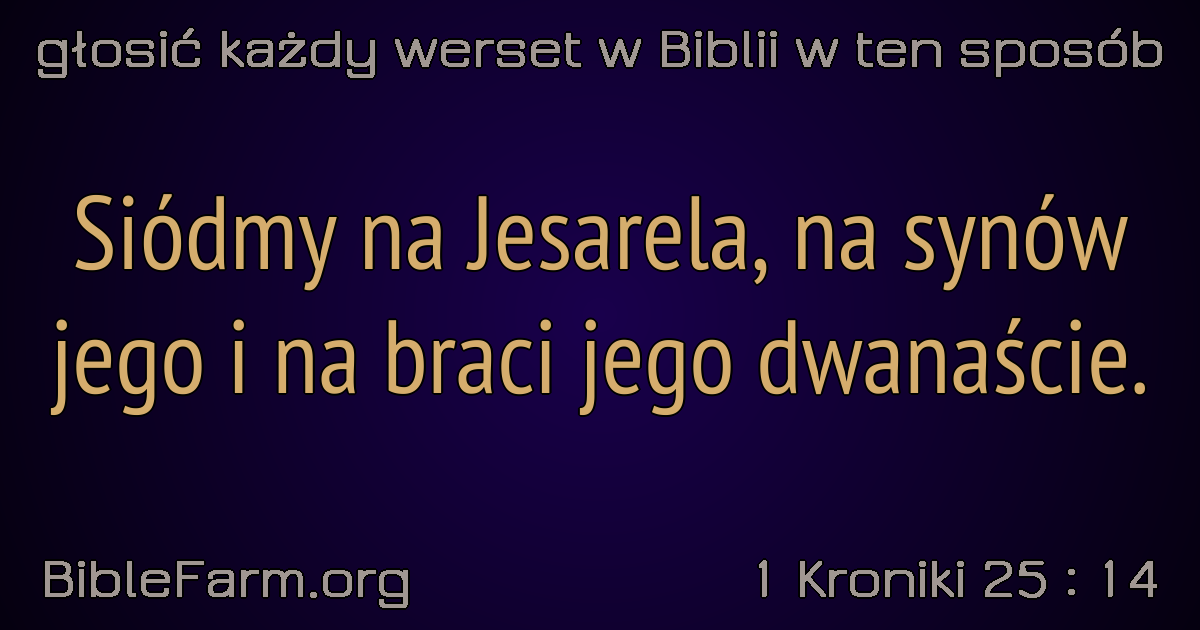 głosić każdy werset w Biblii w ten sposób
Siódmy na Jesarela, na synów
jego i na braci jego dwanaście.
BibleFarm.org
1 Kroniki 25 : 14